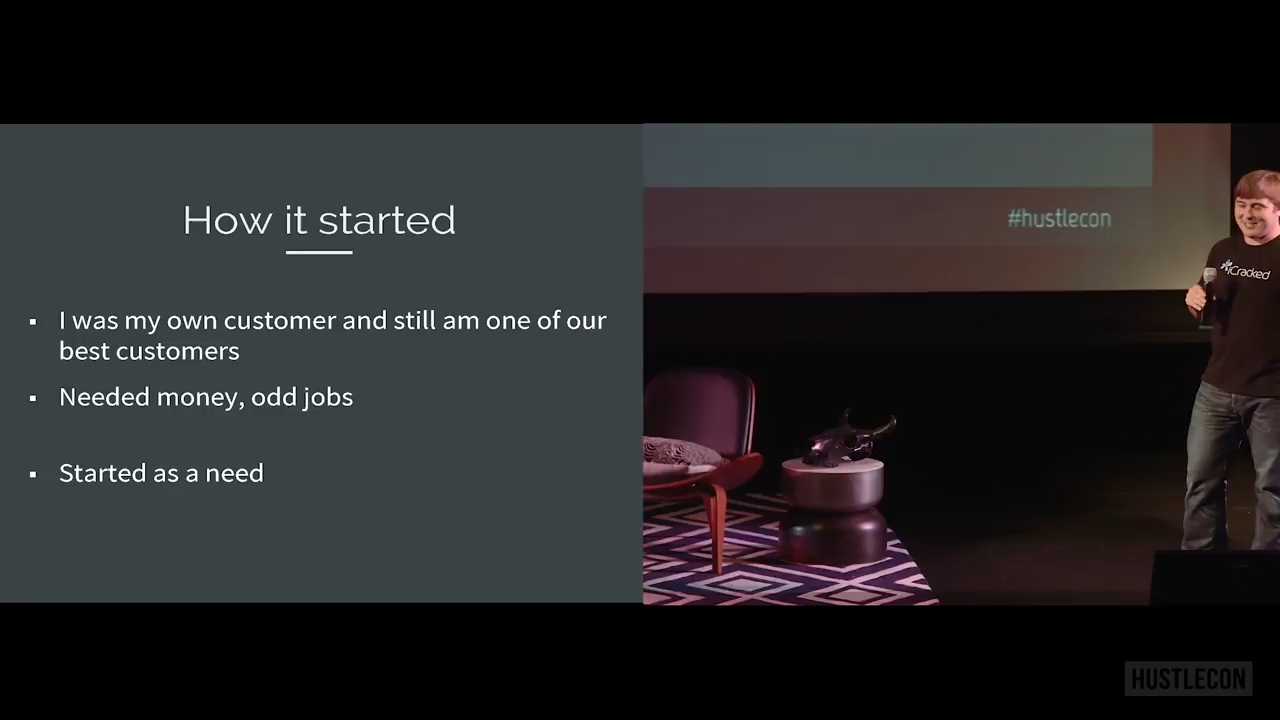 How it started
▪ I was my own customer and still am one of our
best customers
▪ Needed money, odd jobs
▪ Started as a need
#hustlecon
iCracked
HUSTLECON